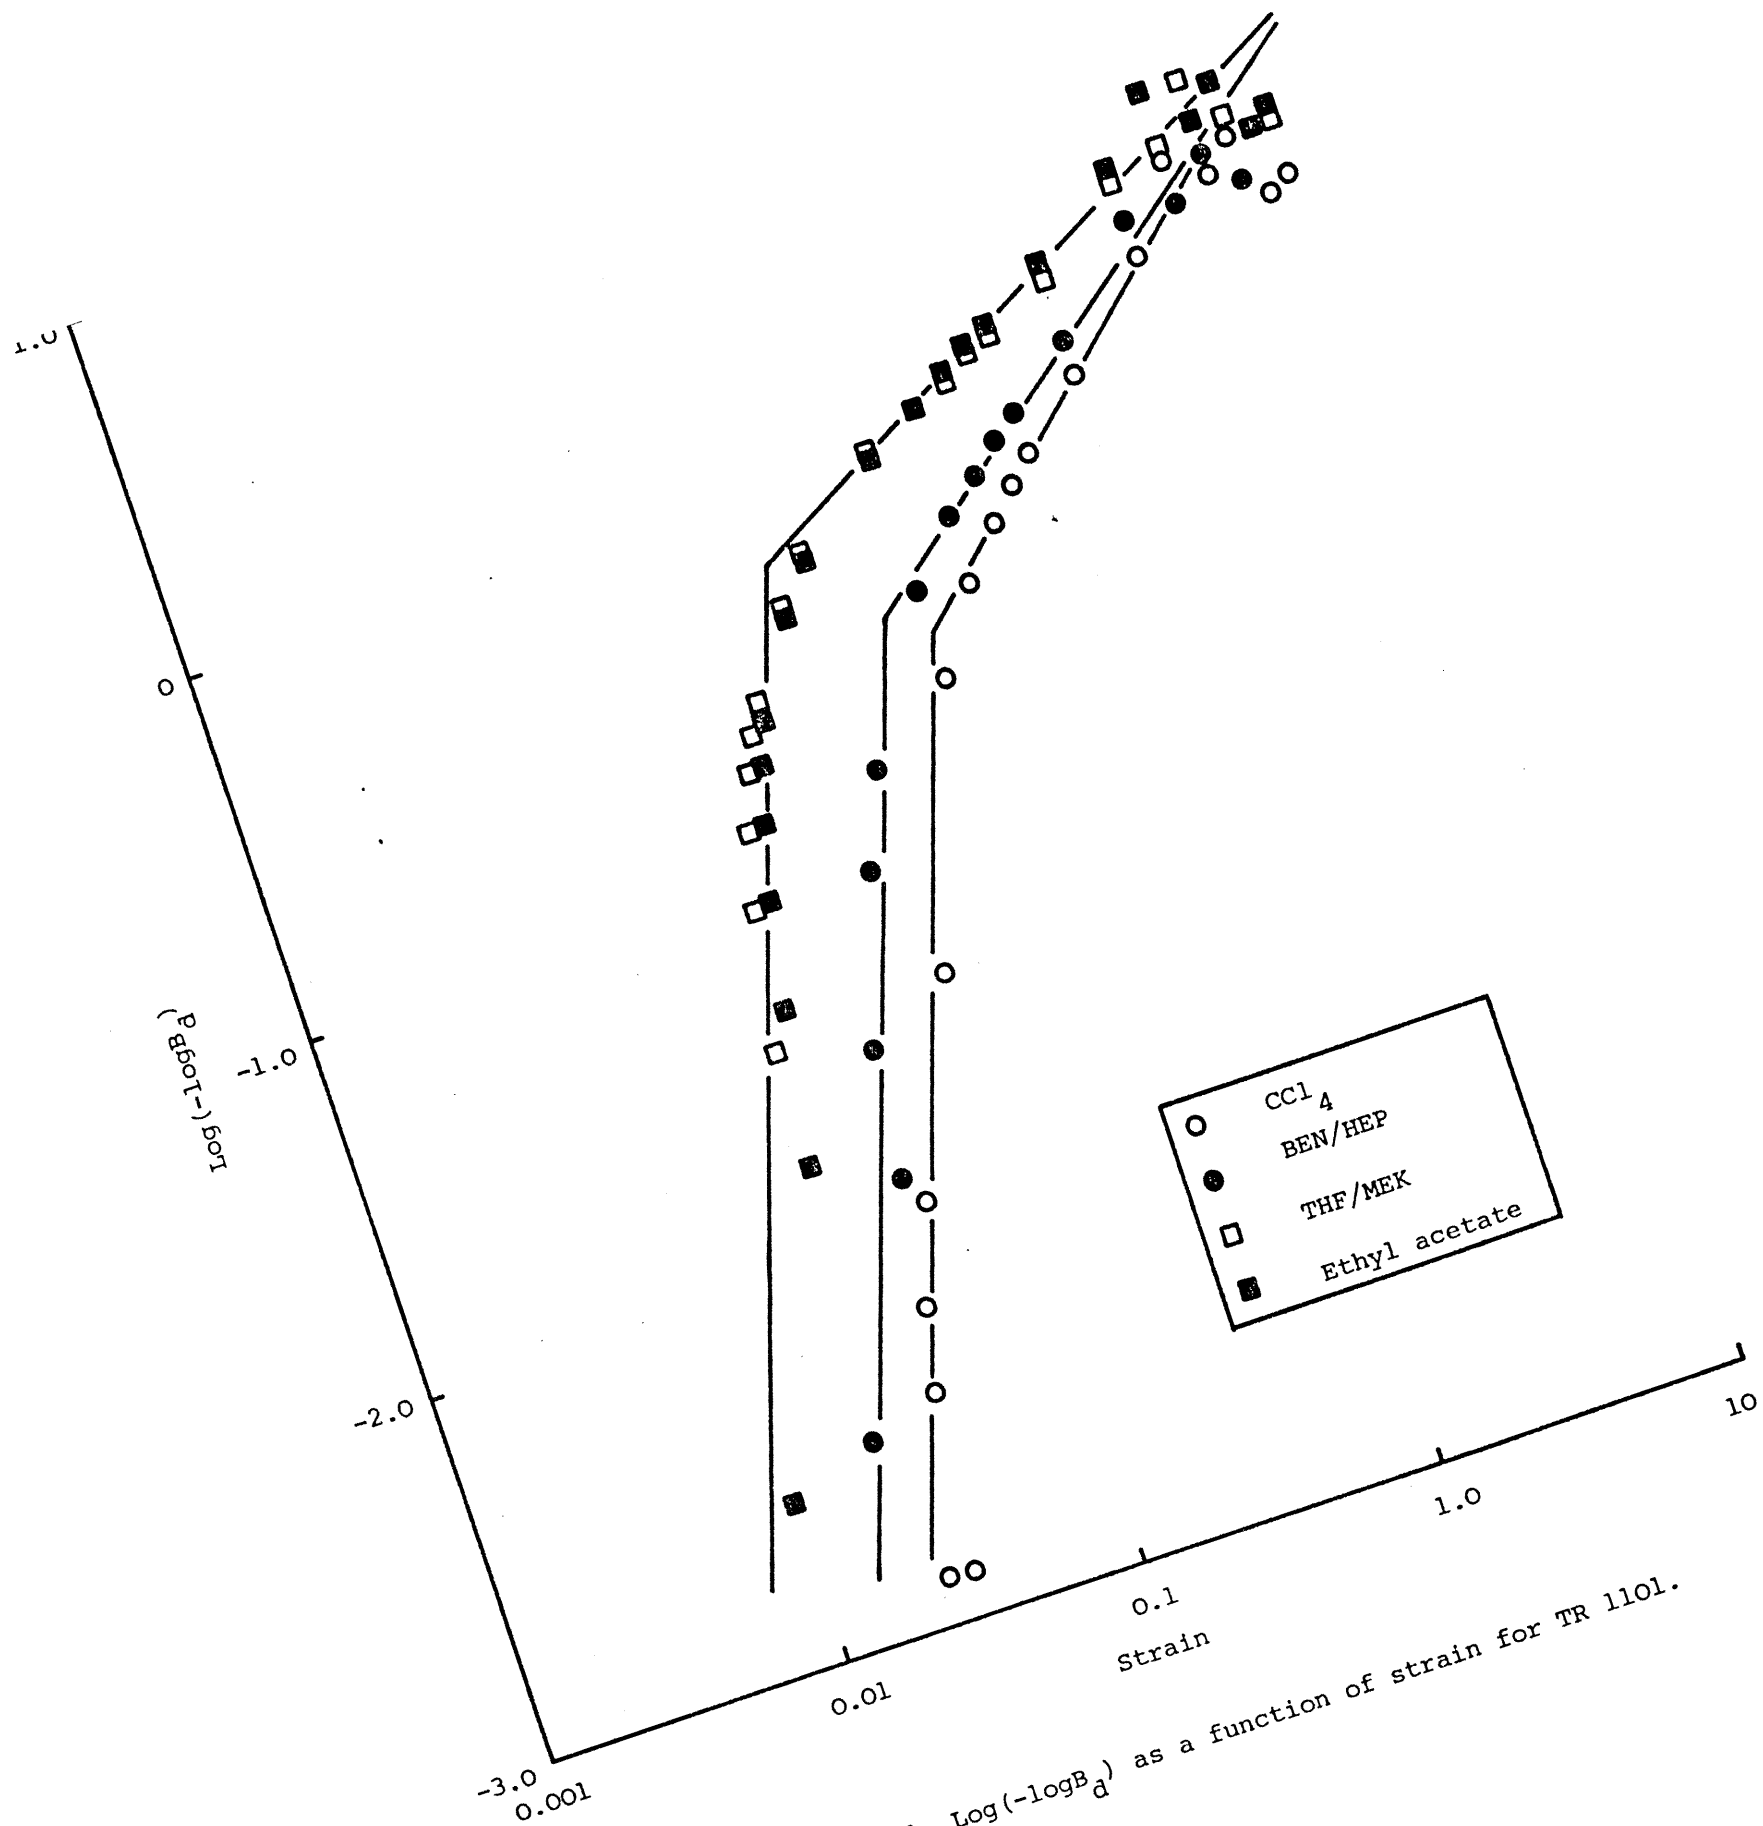 1.0
0
-1.0
-2.0
-3.0
Log(-logB_d)
0.001
0.01
0.1
1.0
10
Strain
CCl_4
BEN/HEP
THF/MEK
Ethyl acetate
Log(-logB_d) as a function of strain for TR 1101.